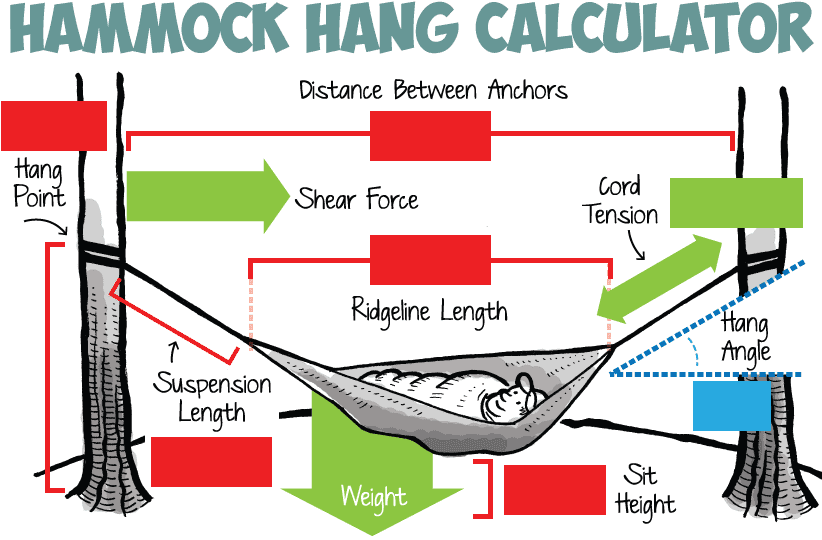 HAMMOCK HANG CALCULATOR
Distance Between Anchors
Hang
Point
Shear Force
Cord
Tension
Ridgeline Length
Hang
Angle
Suspension
Length
Weight
Sit
Height